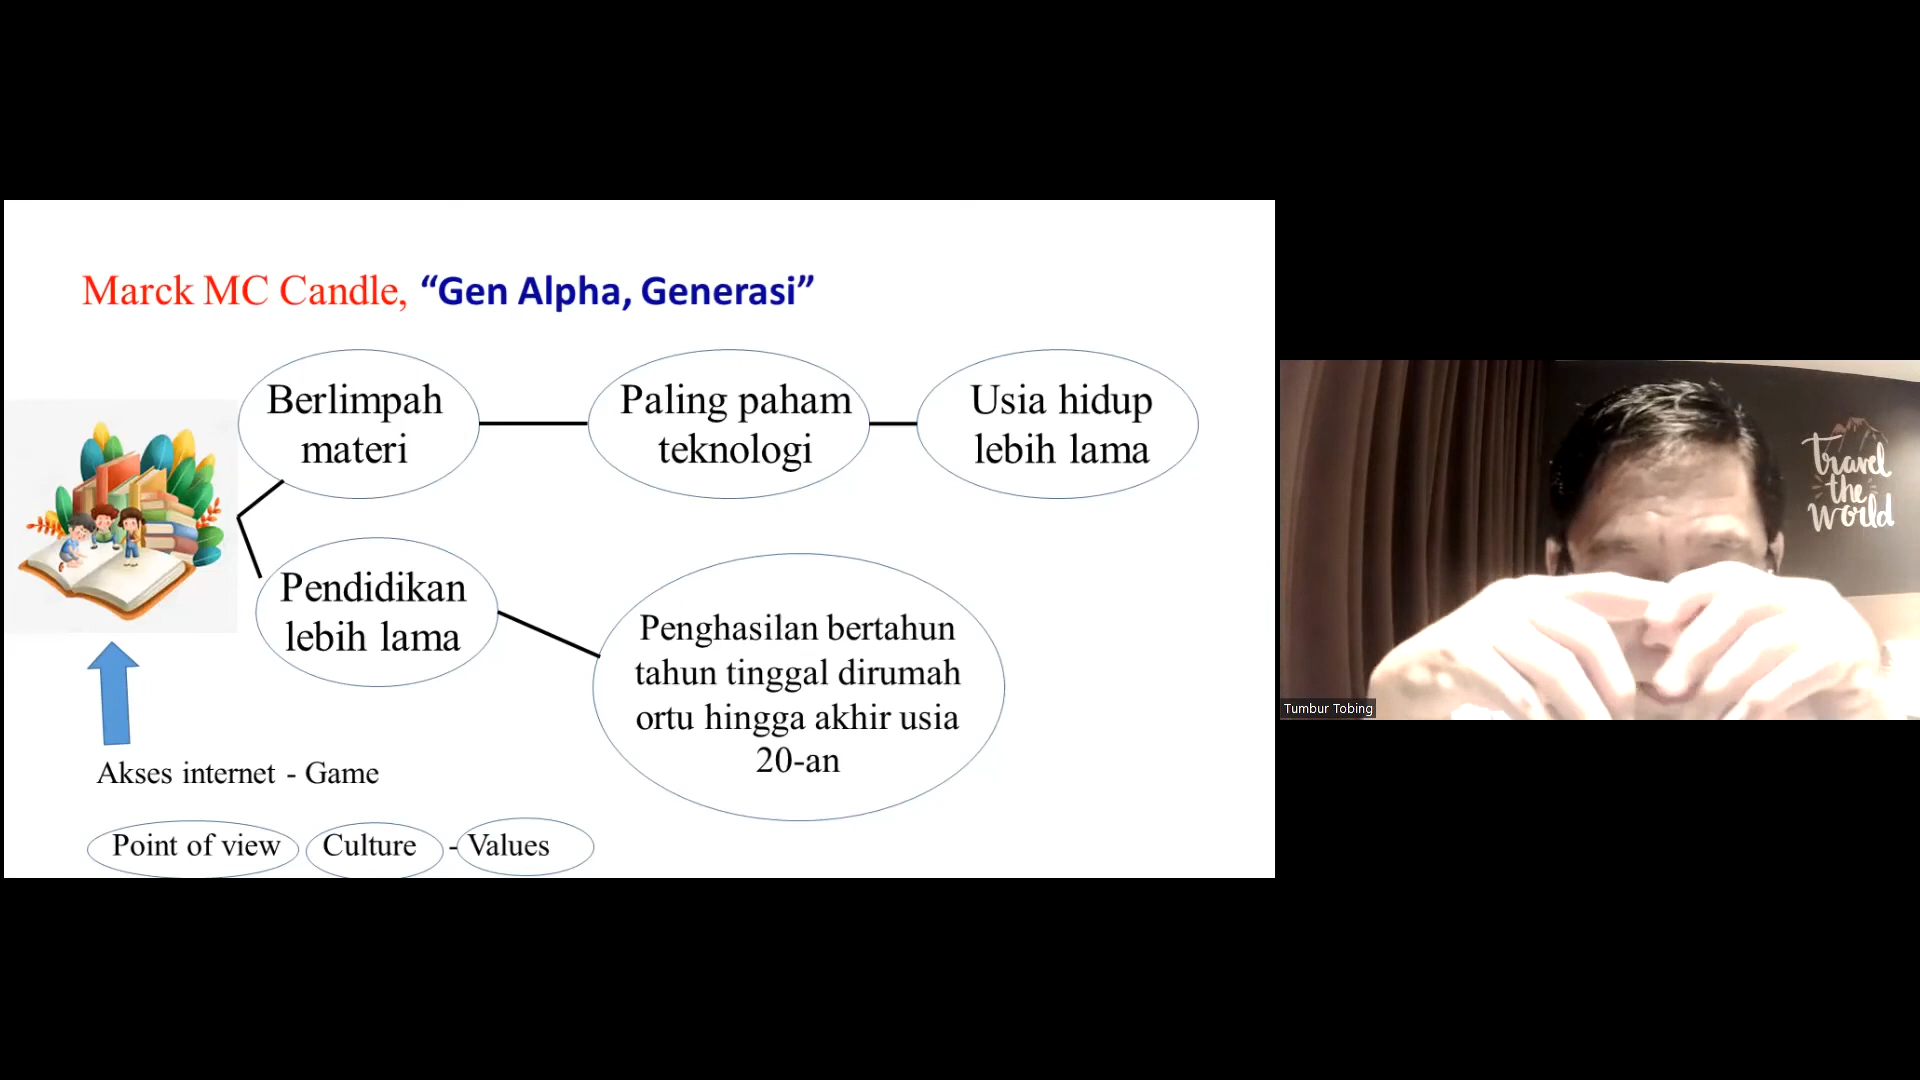 Marck MC Candle, “Gen Alpha, Generasi”
Berlimpah
materi
Paling paham
teknologi
Usia hidup
lebih lama
Pendidikan
lebih lama
Penghasilan bertahun
tahun tinggal dirumah
ortu hingga akhir usia
20-an
Akses internet - Game
Point of view Culture - Values
travel
the
World
Tumbur Tobing